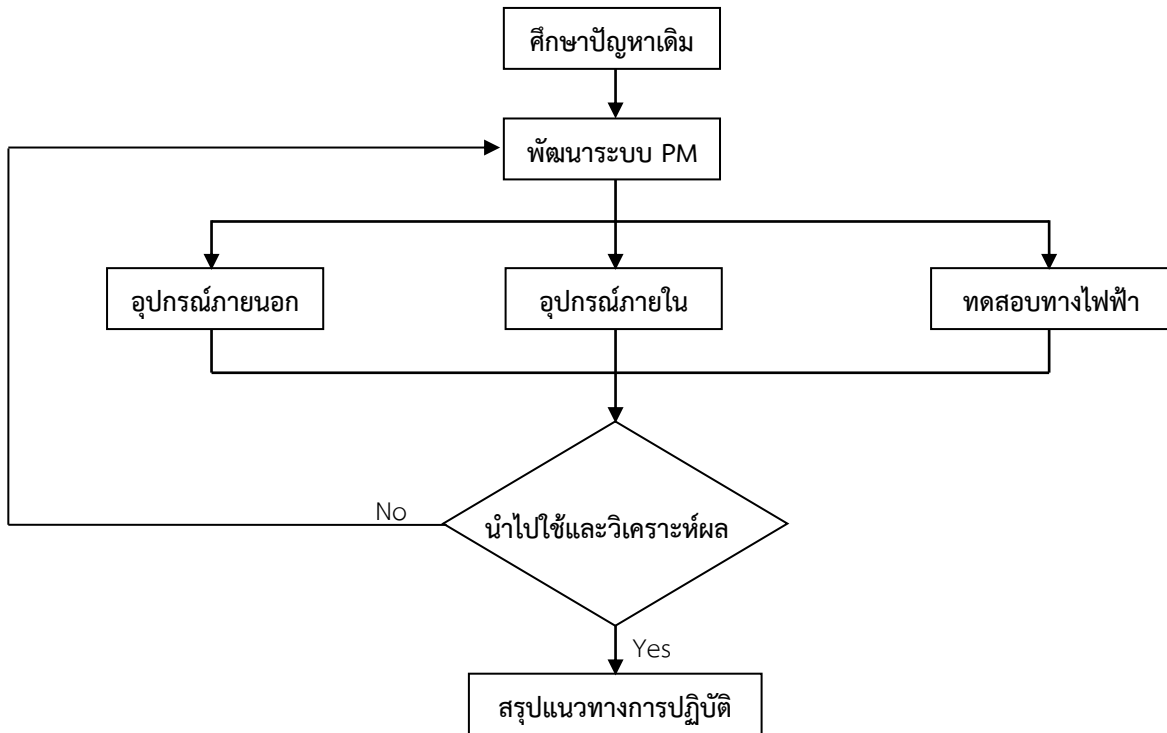 ศึกษาปัญหาเดิม
พัฒนาระบบ PM
อุปกรณ์ภายนอก
อุปกรณ์ภายใน
ทดสอบทางไฟฟ้า
No
นำไปใช้และวิเคราะห์ผล
Yes
สรุปแนวทางการปฏิบัติ